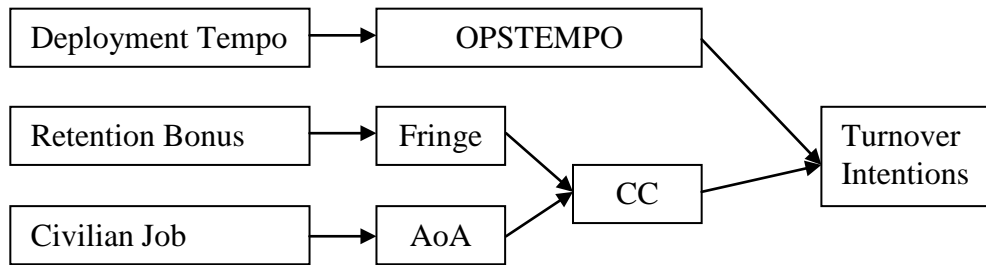 Deployment Tempo
OPSTEMPO
Retention Bonus
Fringe
Turnover
Intentions
CC
Civilian Job
AoA